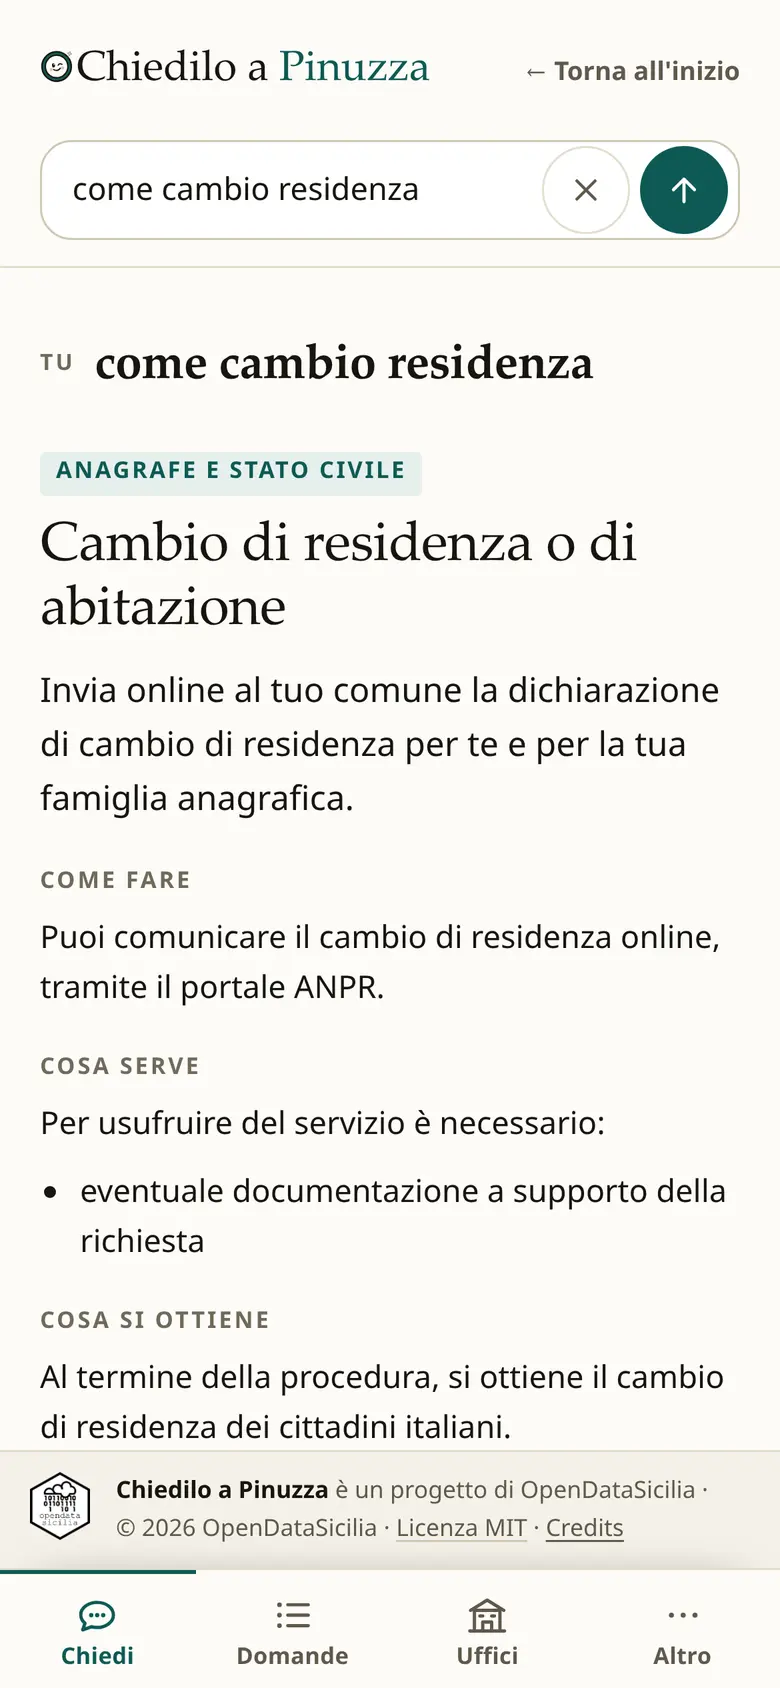 Chiedilo a Pinuzza
← Torna all'inizio
come cambio residenza
TU come cambio residenza
ANAGRAFE E STATO CIVILE
Cambio di residenza o di
abitazione
Invia online al tuo comune la dichiarazione
di cambio di residenza per te e per la tua
famiglia anagrafica.
COME FARE
Puoi comunicare il cambio di residenza online,
tramite il portale ANPR.
COSA SERVE
Per usufruire del servizio è necessario:
• eventuale documentazione a supporto della
richiesta
COSA SI OTTIENE
Al termine della procedura, si ottiene il cambio
di residenza dei cittadini italiani.
opendata
sicilia
Chiedilo a Pinuzza è un progetto di OpenDataSicilia ·
© 2026 OpenDataSicilia · Licenza MIT · Credits
Chiedi
Domande
Uffici
Altro